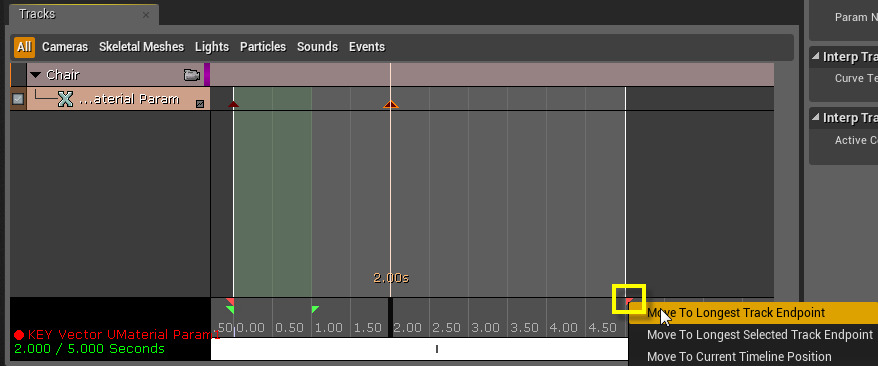 Tracks ×
Param N
All Cameras Skeletal Meshes Lights Particles Sounds Events
Interp Tra
Chair
Curve Te
...aterial Param
Interp Tra
Active Co
2.00s
Move To Longest Track Endpoint
.50 0.00 0.50 1.00 1.50 2.00 2.50 3.00 3.50 4.00 4.50
KEY Vector UMaterial Param
Move To Longest Selected Track Endpoint
2.000 / 5.000 Seconds
Move To Current Timeline Position